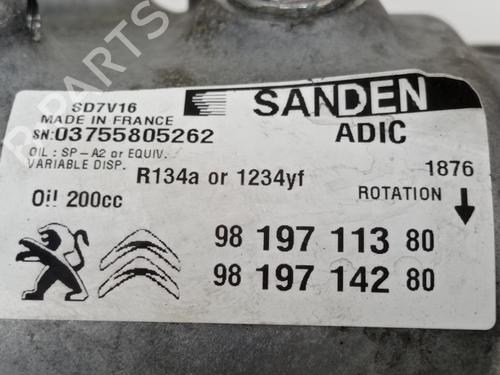 SD7V16
MADE IN FRANCE
SN:03755805262
SANDEN
ADIC
OIL : SP-A2 or EQUIV.
VARIABLE DISP.
R134a or 1234yf
1876
Oil 200cc
ROTATION
98 197 113 80
98 197 142 80
PARTS